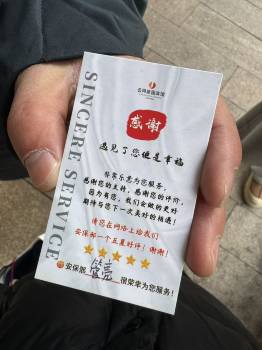 SINCERE SERVICE
感谢
遇见了您便是幸福
努豪乐意为您服务,
感谢您的支持,感谢您的评价,
因为有您,我们会做的更好
期待与您下一次美好的相遇!
请您在网络上给我们
安保部一个五星好评!谢谢!
安保部 管亮 很荣幸为您服务!